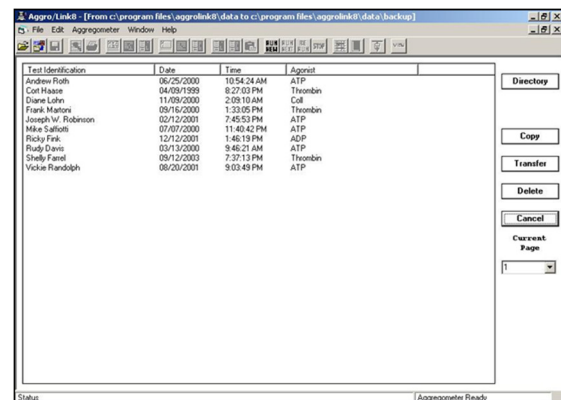 Aggro/Link8 - [From c:\program files\aggrolink8\data to c:\program files\aggrolink8\data\backup]
File Edit Aggregometer Window Help
RUN NEW RUN STOP
Test Identification Date Time Agonist
Andrew Roth 06/25/2000 10:54:24 AM ATP
Cort Haase 04/09/1999 8:27:03 PM Thrombin
Diane Lohn 11/09/2000 2:09:10 AM Coll
Frank Martoni 09/16/2000 1:33:05 PM Thrombin
Joseph W. Robinson 02/12/2001 7:45:53 PM ATP
Mike Saffiotti 07/07/2000 11:40:42 PM ATP
Ricky Fink 12/12/2001 1:46:19 PM ADP
Rudy Davis 03/13/2000 9:46:21 AM ATP
Shelly Farrel 09/12/2003 7:37:13 PM Thrombin
Vickie Randolph 08/20/2001 9:03:49 PM ATP
Directory
Copy
Transfer
Delete
Cancel
Current
Page
1
Status Aggregometer Ready